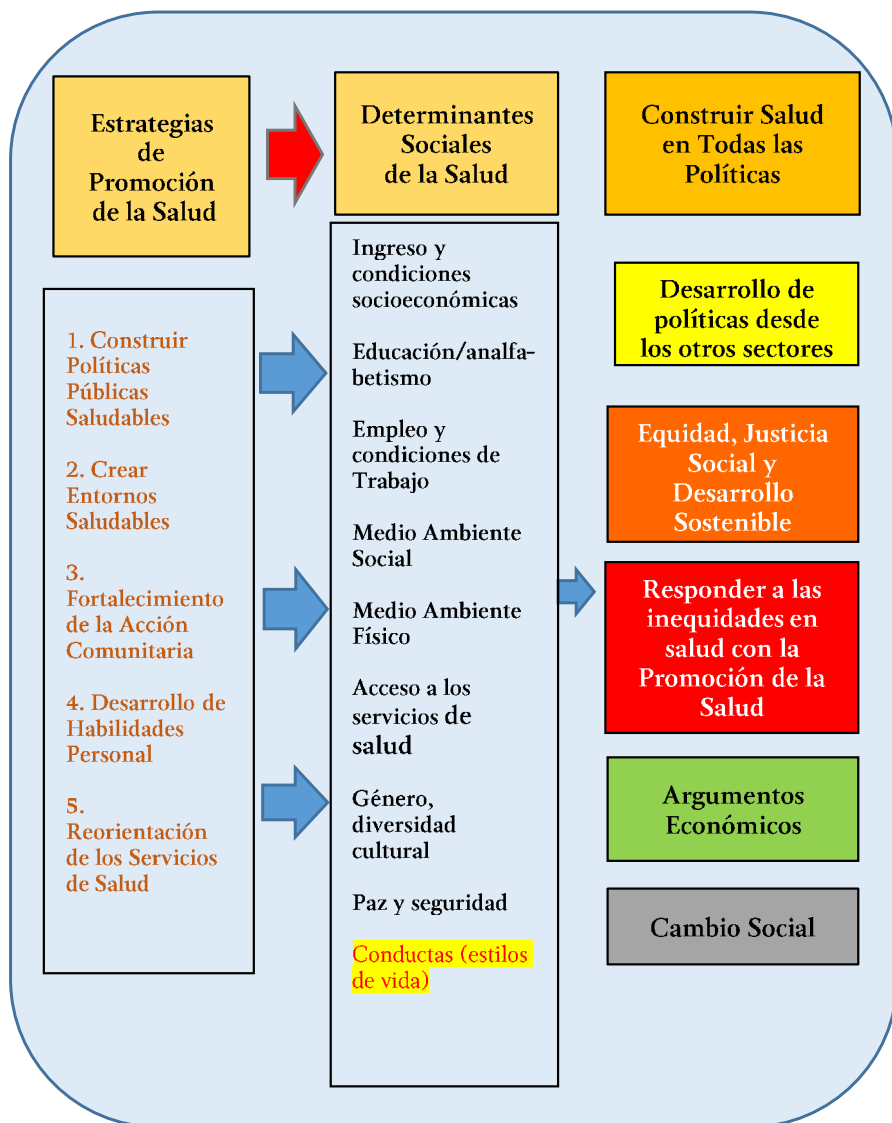 Estrategias
de
Promoción
de la Salud
1. Construir
Políticas
Públicas
Saludables
2. Crear
Entornos
Saludables
3.
Fortalecimiento
de la Acción
Comunitaria
4. Desarrollo de
Habilidades
Personal
5.
Reorientación
de los Servicios
de Salud
Determinantes
Sociales
de la Salud
Ingreso y
condiciones
socioeconómicas
Educación/analfa-
betismo
Empleo y
condiciones de
Trabajo
Medio Ambiente
Social
Medio Ambiente
Físico
Acceso a los
servicios de
salud
Género,
diversidad
cultural
Paz y seguridad
Conductas (estilos
de vida)
Construir Salud
en Todas las
Políticas
Desarrollo de
políticas desde
los otros sectores
Equidad, Justicia
Social y
Desarrollo
Sostenible
Responder a las
inequidades en
salud con la
Promoción de la
Salud
Argumentos
Económicos
Cambio Social